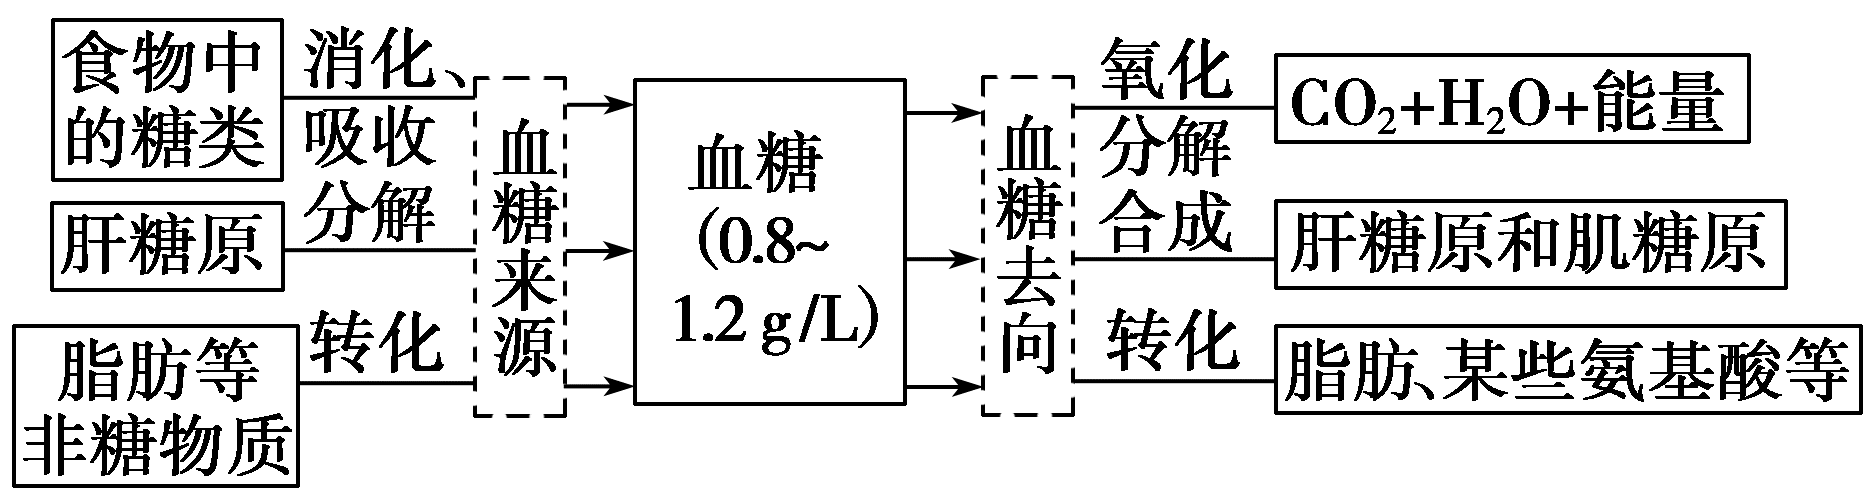 食物中
的糖类
消化、
吸收
肝糖原
分解
脂肪等
非糖物质
转化
血糖来源
血糖
(0.8~
1.2 g/L)
血糖去向
氧化
分解
CO₂+H₂O+能量
合成
肝糖原和肌糖原
转化
脂肪、某些氨基酸等